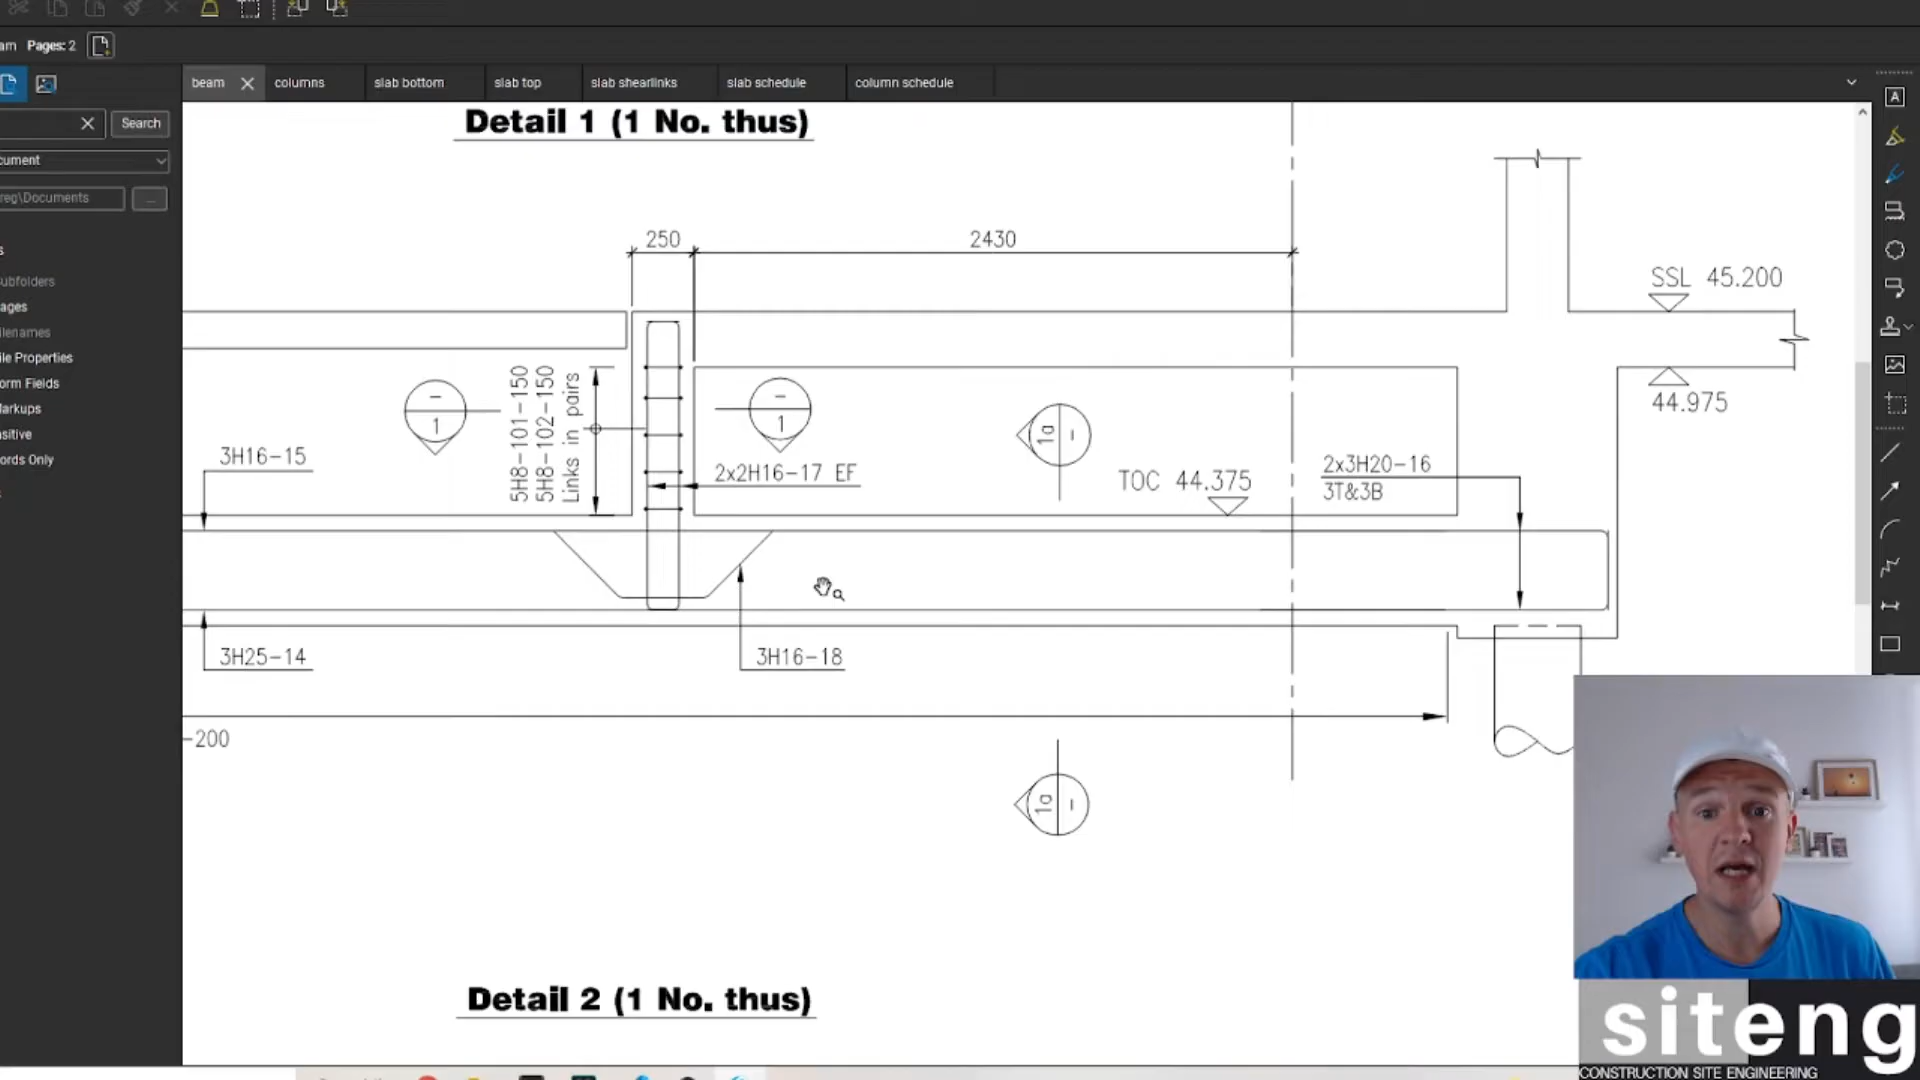 am Pages: 2
beam
columns
slab bottom
slab top
slab shearlinks
slab schedule
column schedule
Search
cument
reg\Documents
...
s
ubfolders
ages
ilenames
ile Properties
orm Fields
Markups
sitive
ords Only
s
A
Detail 1 (1 No. thus)
250
2430
SSL 45.200
44.975
5H8-101-150
5H8-102-150
Links in pairs
–
1
–
1
1a
–
3H16-15
2x2H16-17 EF
TOC 44.375
2x3H20-16
3T&3B
3H25-14
3H16-18
-200
1a
–
Detail 2 (1 No. thus)
siteng
CONSTRUCTION SITE ENGINEERING